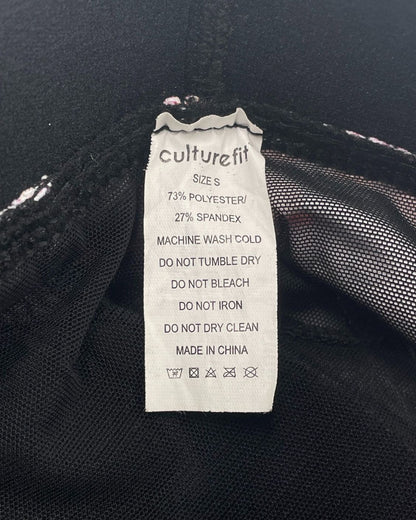 culturefit
SIZE S
73% POLYESTER/
27% SPANDEX
MACHINE WASH COLD
DO NOT TUMBLE DRY
DO NOT BLEACH
DO NOT IRON
DO NOT DRY CLEAN
MADE IN CHINA